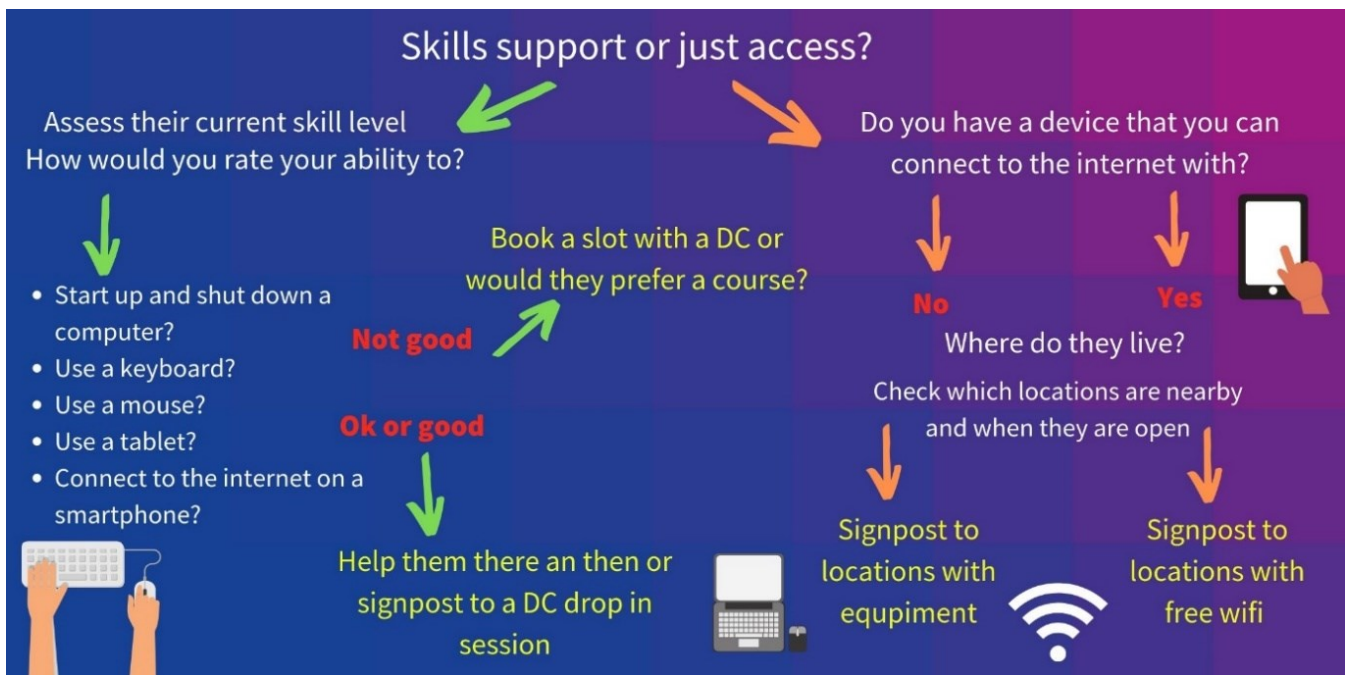 Skills support or just access?
Assess their current skill level
How would you rate your ability to?
• Start up and shut down a
computer?
• Use a keyboard?
• Use a mouse?
• Use a tablet?
• Connect to the internet on a
smartphone?
Not good
Book a slot with a DC or
would they prefer a course?
Ok or good
Help them there an then or
signpost to a DC drop in
session
Do you have a device that you can
connect to the internet with?
No
Yes
Where do they live?
Check which locations are nearby
and when they are open
Signpost to
locations with
equpiment
Signpost to
locations with
free wifi